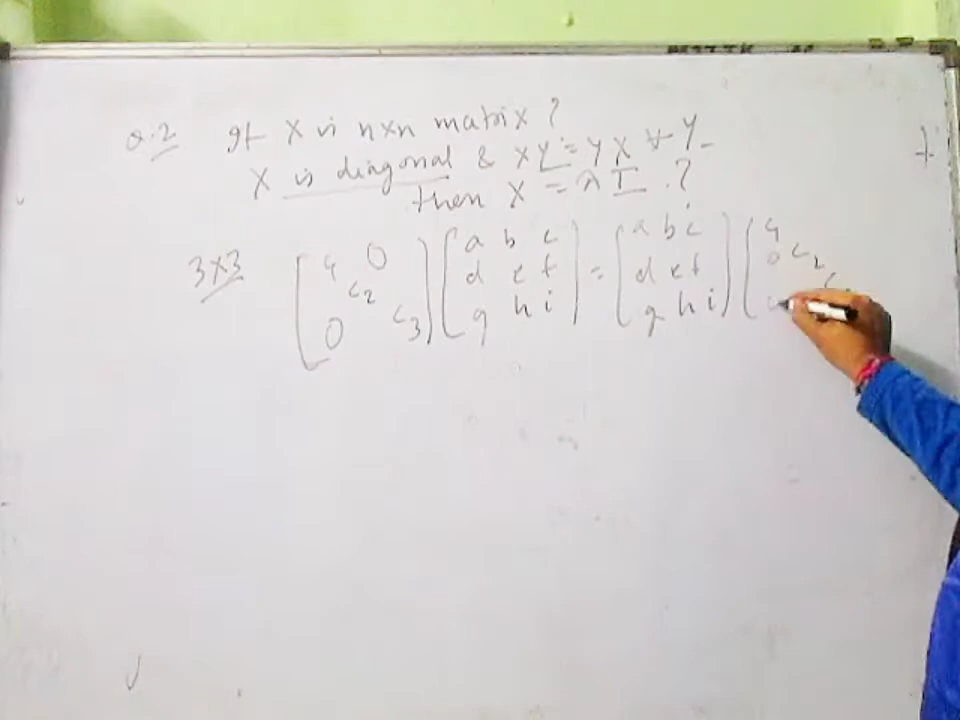 Q.2 If X is n×n matrix ?
X is diagonal & XY = YX ∀ Y
then X = λ I . ?
3×3 [ c₁ 0 c₂ 0 c₃ ] [ a b c d e f g h i ] = [ a b c d e f g h i ] [ c₁ 0 c₂